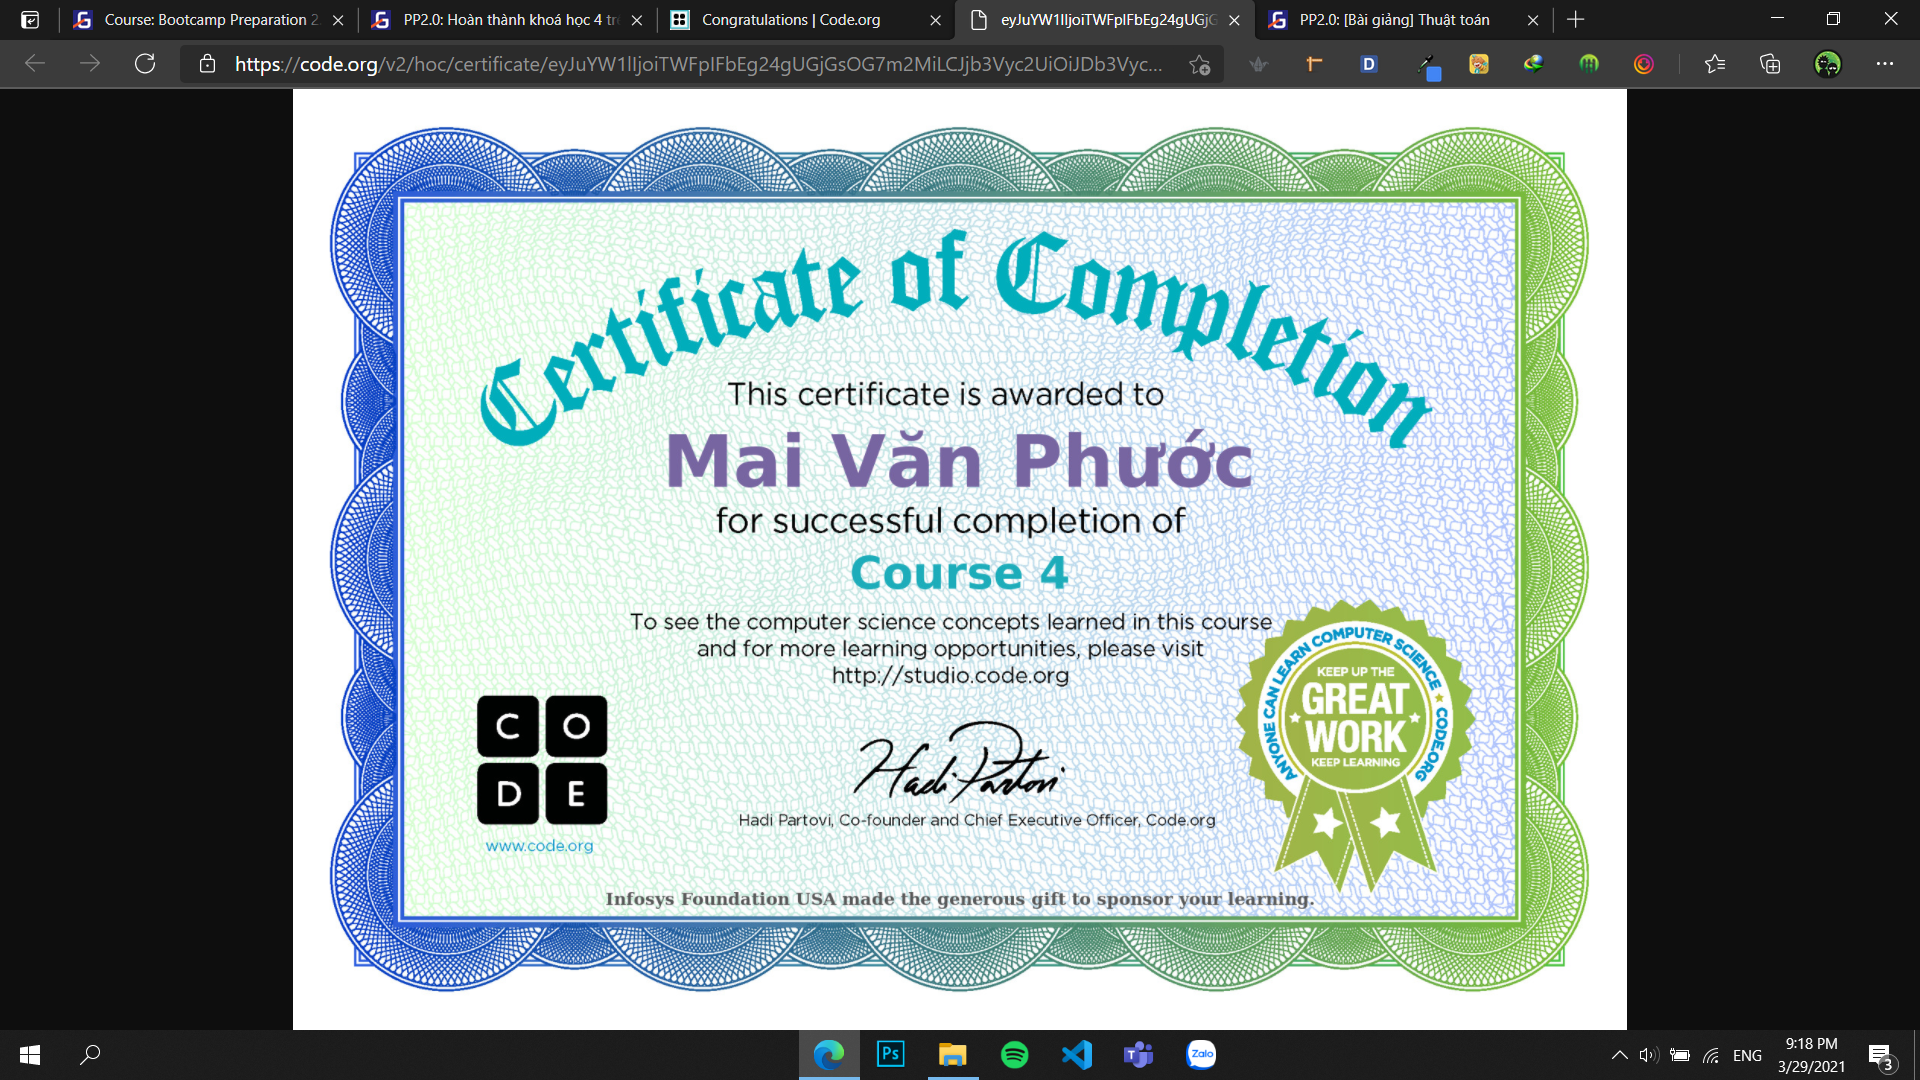 Course: Bootcamp Preparation 2
PP2.0: Hoàn thành khoá học 4 tr
Congratulations | Code.org
eyJuYW1lIjoiTWFpIFbEg24gUGjG
PP2.0: [Bài giảng] Thuật toán
https://code.org/v2/hoc/certificate/eyJuYW1lIjoiTWFpIFbEg24gUGjGsOG7m2MiLCJjb3Vyc2UiOiJDb3Vyc...
D
Certificate of Completion
This certificate is awarded to
Mai Văn Phước
for successful completion of
Course 4
To see the computer science concepts learned in this course
and for more learning opportunities, please visit
http://studio.code.org
ANYONE CAN LEARN COMPUTER SCIENCE ★ CODE.ORG
KEEP UP THE
GREAT
WORK
KEEP LEARNING
C O
D E
www.code.org
Hadi Partovi
Hadi Partovi, Co-founder and Chief Executive Officer, Code.org
Infosys Foundation USA made the generous gift to sponsor your learning.
Ps
T
Zalo
ENG
9:18 PM
3/29/2021
3